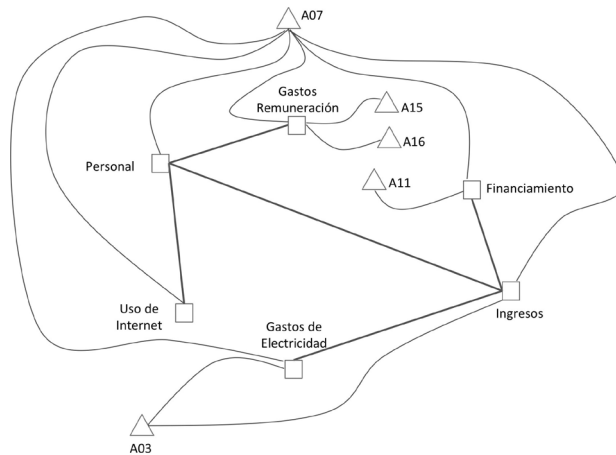 A07
Gastos
Remuneración
A15
A16
Personal
A11
Financiamiento
Uso de
Internet
Gastos de
Electricidad
Ingresos
A03